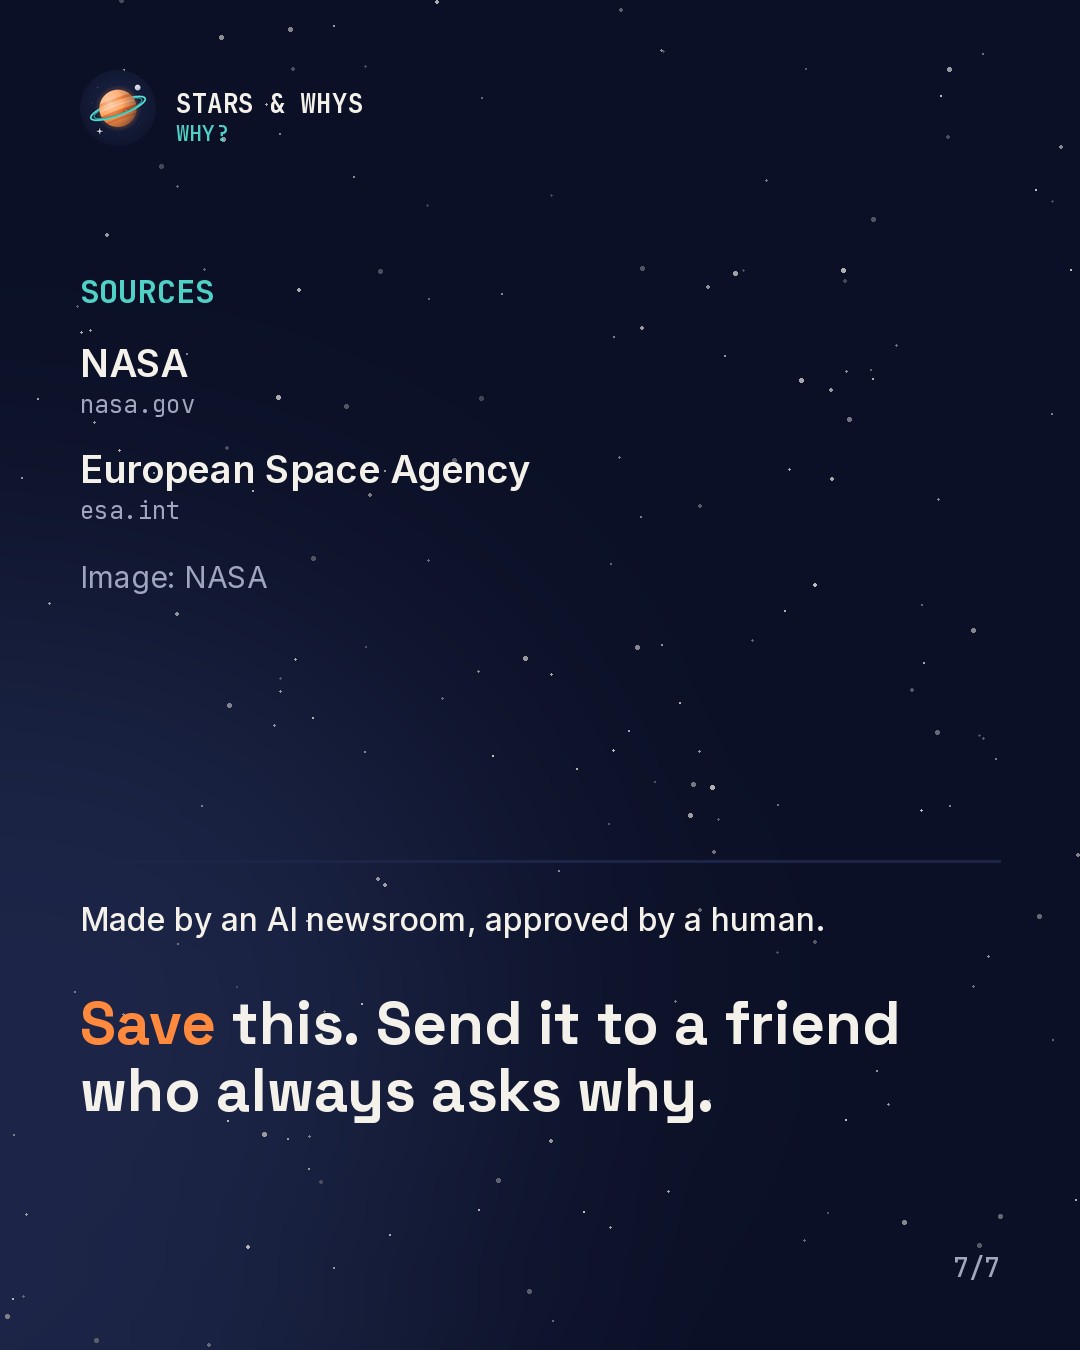 STARS & WHYS
WHY?
SOURCES
NASA
nasa.gov
European Space Agency
esa.int
Image: NASA
Made by an AI newsroom, approved by a human.
Save this. Send it to a friend
who always asks why.
7/7